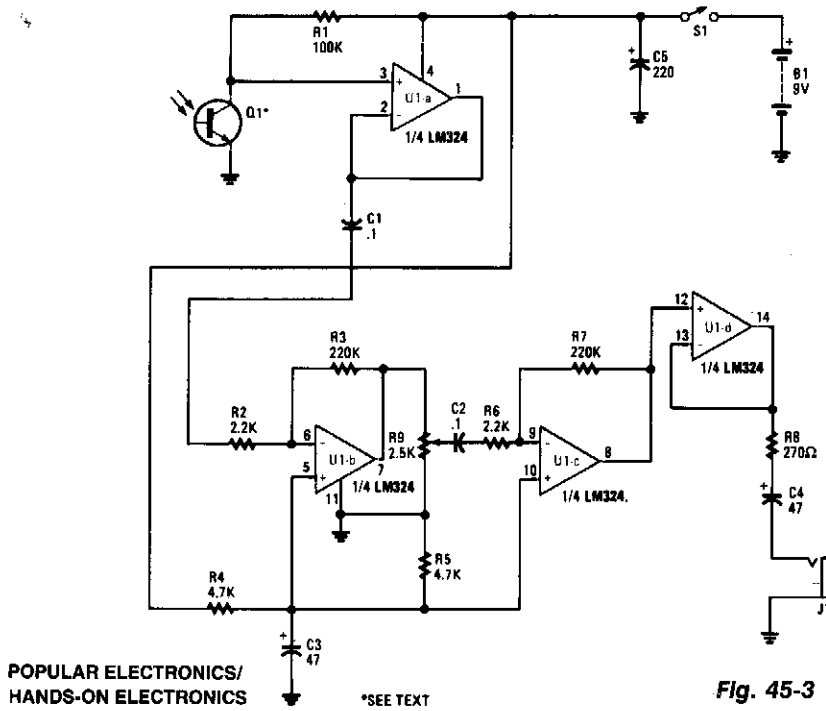 R1
100K
S1
C5
220
+
B1
9V
+
Q1*
3
4
1
2
+
−
U1-a
1/4 LM324
C1
.1
R3
220K
R7
220K
12
14
13
+
−
U1-d
1/4 LM324
R2
2.2K
6
5
7
11
−
+
U1-b
1/4 LM324
R9
2.5K
C2
.1
R6
2.2K
9
10
8
−
+
U1-c
1/4 LM324.
R8
270Ω
+
C4
47
R4
4.7K
R5
4.7K
+
C3
47
J1
POPULAR ELECTRONICS/
HANDS-ON ELECTRONICS
*SEE TEXT
Fig. 45-3